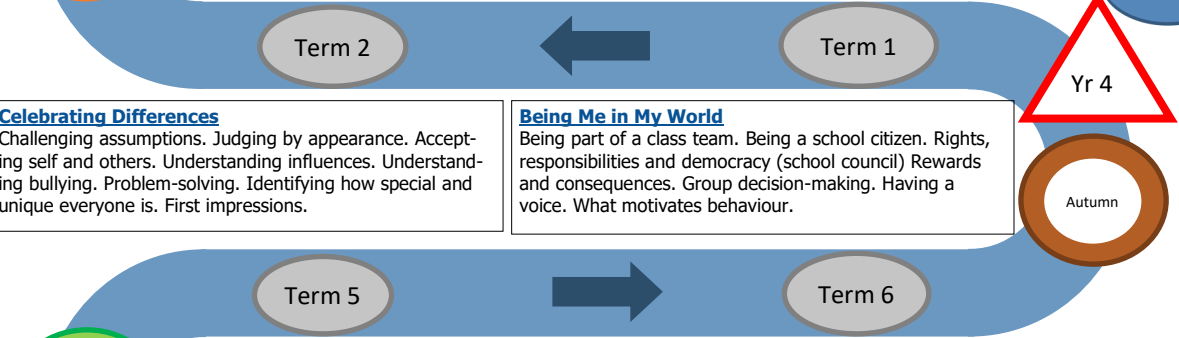 Term 2
Term 1
Yr 4
Celebrating Differences
Challenging assumptions. Judging by appearance. Accept-
ing self and others. Understanding influences. Understand-
ing bullying. Problem-solving. Identifying how special and
unique everyone is. First impressions.
Being Me in My World
Being part of a class team. Being a school citizen. Rights,
responsibilities and democracy (school council) Rewards
and consequences. Group decision-making. Having a
voice. What motivates behaviour.
Autumn
Term 5
Term 6